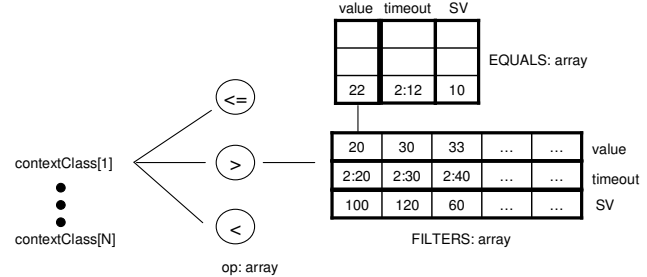 value timeout SV
EQUALS: array
22 2:12 10
<=
20 30 33 ... ... value
contextClass[1]
>
2:20 2:30 2:40 ... ... timeout
100 120 60 ... ... SV
<
contextClass[N]
FILTERS: array
op: array